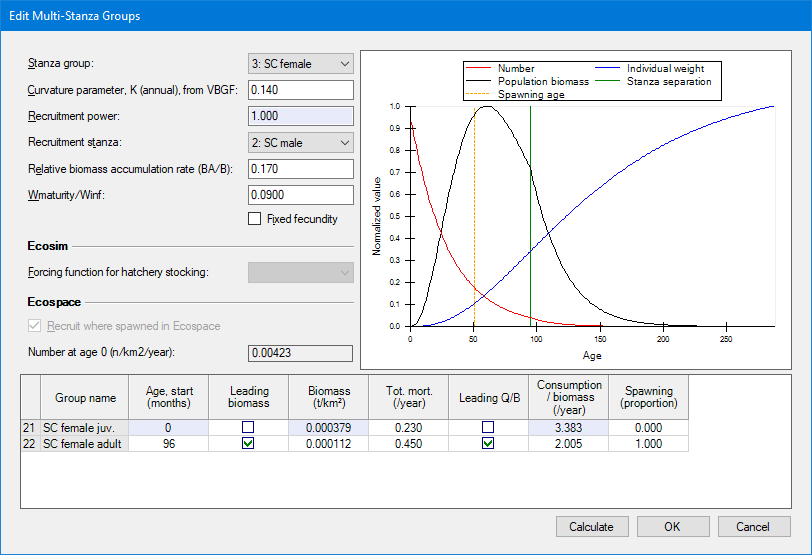 Edit Multi-Stanza Groups
Stanza group: 3: SC female
Curvature parameter, K (annual), from VBGF: 0.140
Recruitment power: 1.000
Recruitment stanza: 2: SC male
Relative biomass accumulation rate (BA/B): 0.170
Wmaturity/Winf: 0.0900
Fixed fecundity
Ecosim
Forcing function for hatchery stocking:
Ecospace
Recruit where spawned in Ecospace
Number at age 0 (n/km2/year): 0.00423
Number Individual weight
Population biomass Stanza separation
Spawning age
Normalized value
1.0
0.9
0.8
0.7
0.6
0.5
0.4
0.3
0.2
0.1
0.0
0 50 100 150 200 250
Age
Group name Age, start (months) Leading biomass Biomass (t/km²) Tot. mort. (/year) Leading Q/B Consumption / biomass (/year) Spawning (proportion)
21 SC female juv. 0 0.000379 0.230 3.383 0.000
22 SC female adult 96 0.000112 0.450 2.005 1.000
Calculate OK Cancel